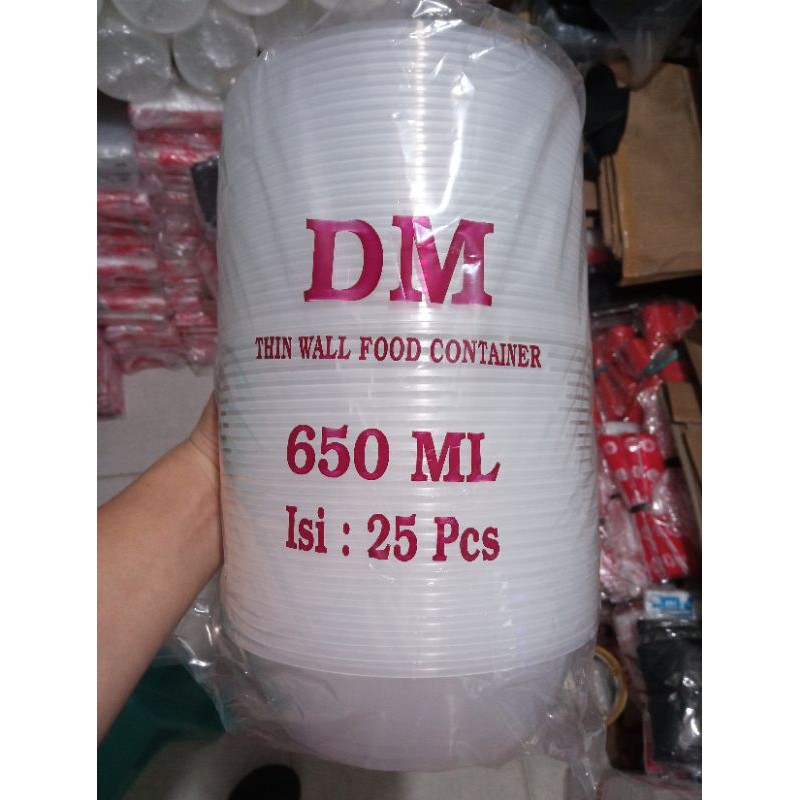 DM
THIN WALL FOOD CONTAINER
650 ML
Isi : 25 Pcs